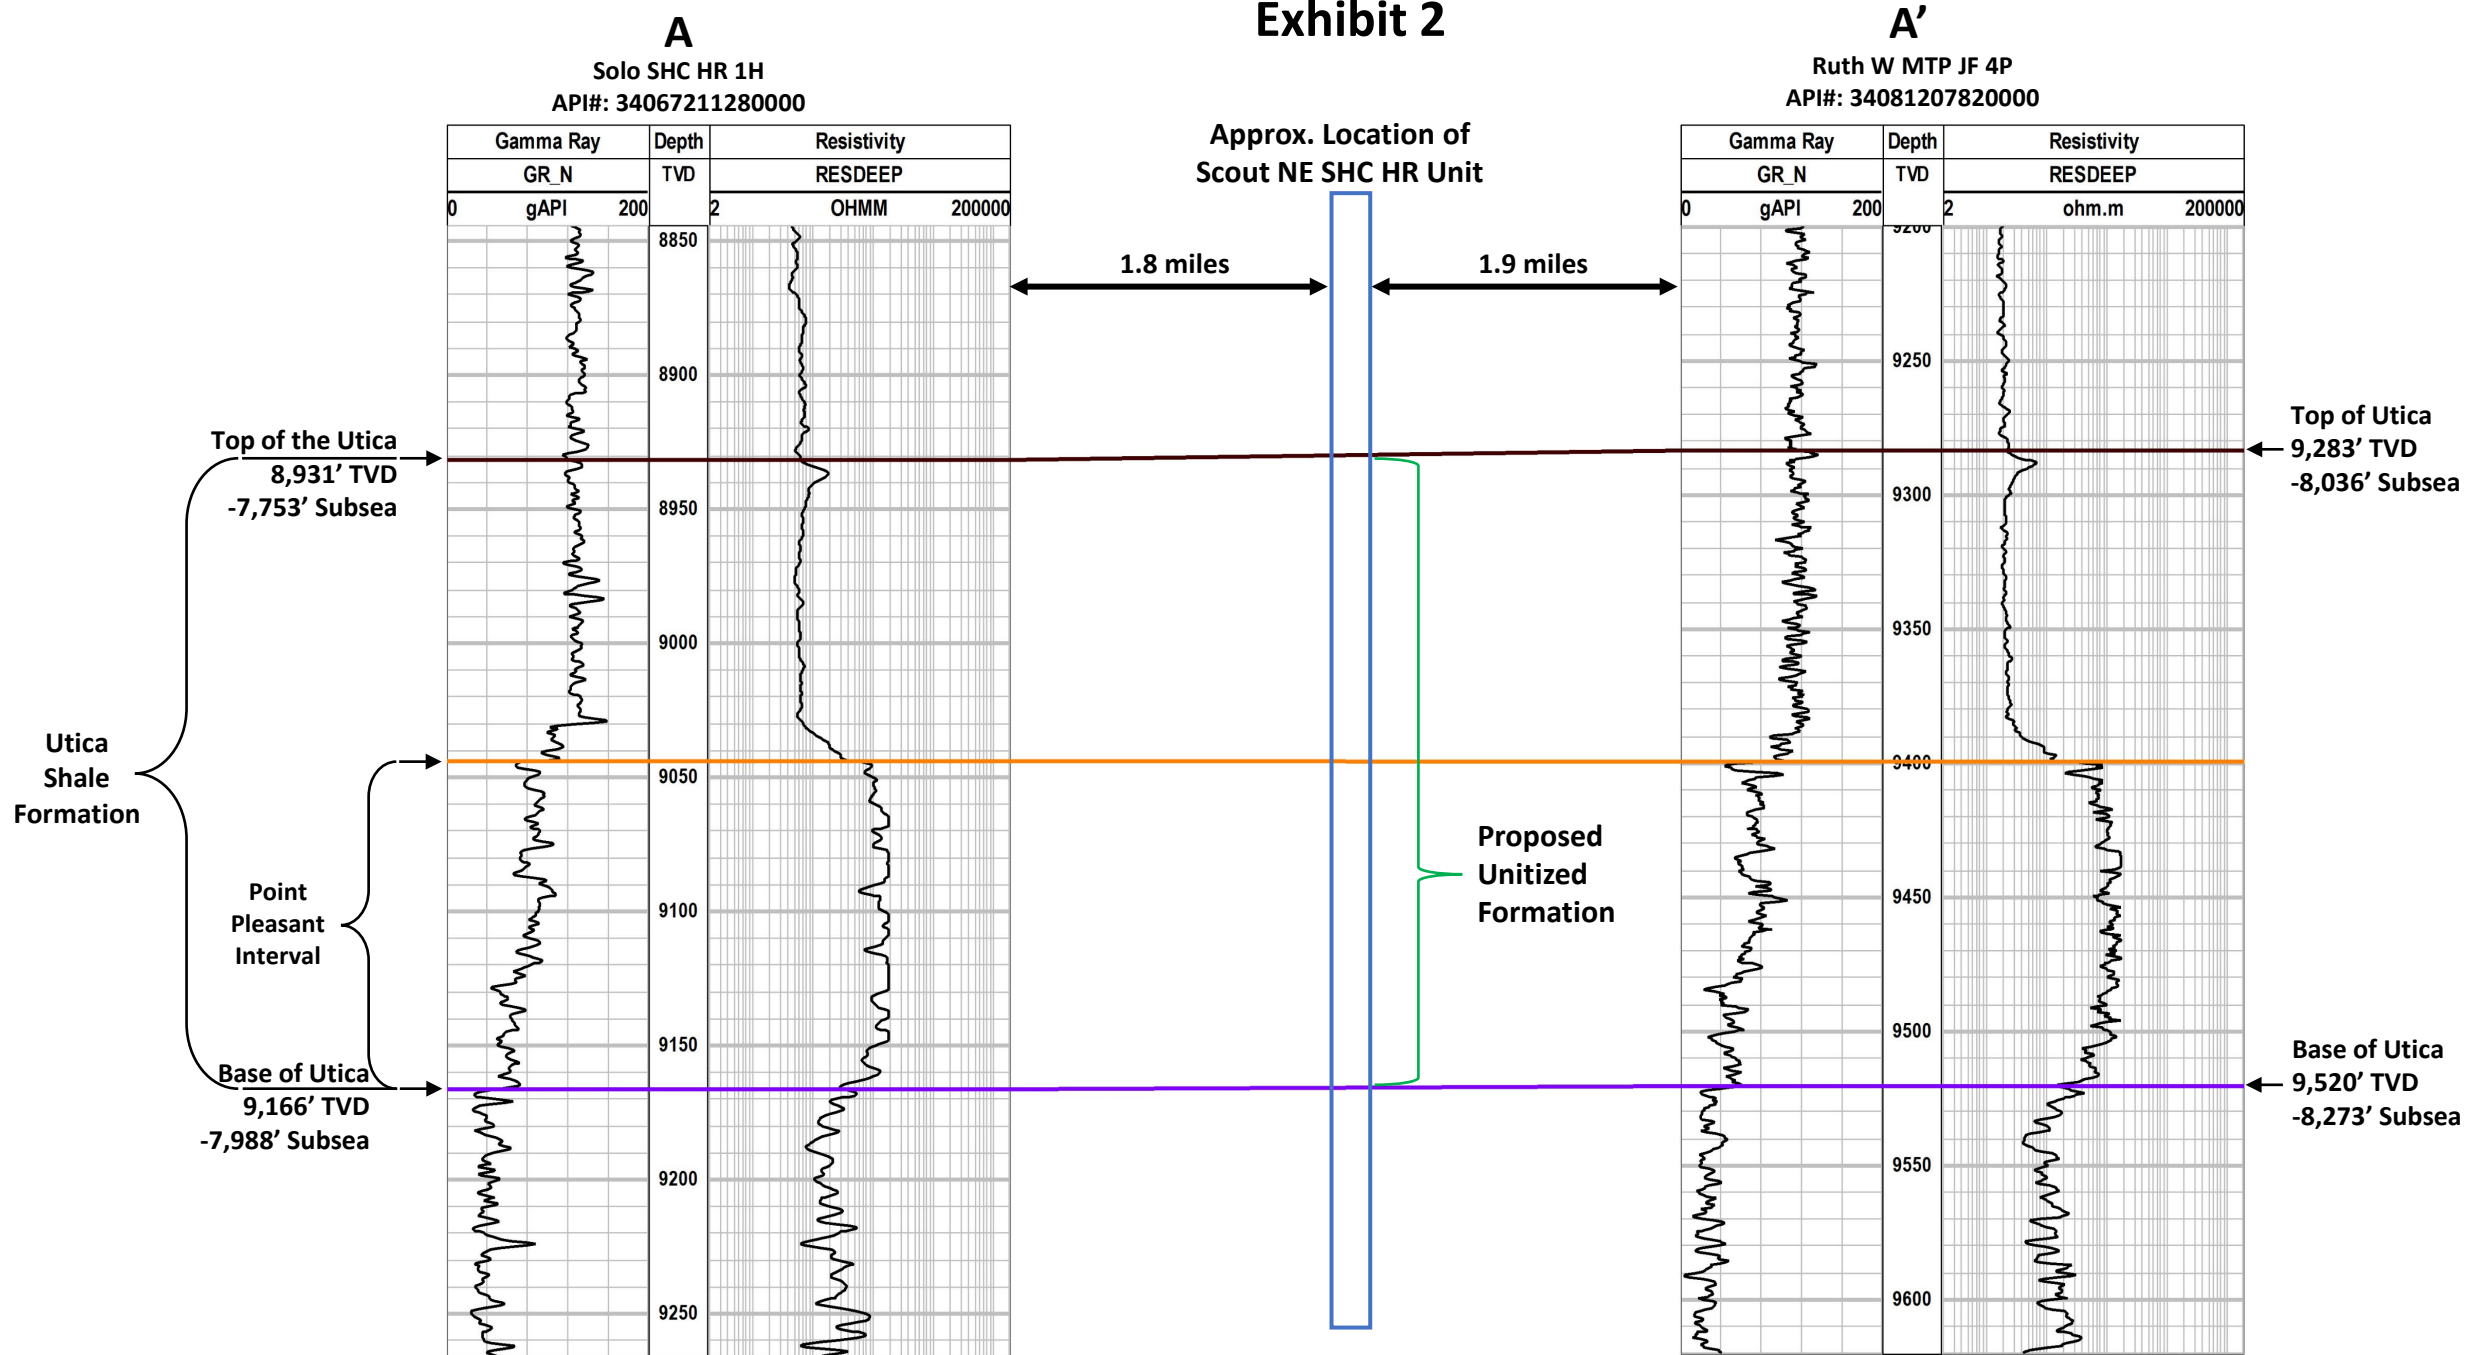 Exhibit 2
A
Solo SHC HR 1H
API#: 34067211280000
Gamma Ray Depth Resistivity
GR_N TVD RESDEEP
0 gAPI 200 2 OHMM 200000
8850
8900
8950
9000
9050
9100
9150
9200
9250
Top of the Utica
8,931’ TVD
-7,753’ Subsea
Utica
Shale
Formation
Point
Pleasant
Interval
Base of Utica
9,166’ TVD
-7,988’ Subsea
Approx. Location of
Scout NE SHC HR Unit
1.8 miles
1.9 miles
Proposed
Unitized
Formation
A’
Ruth W MTP JF 4P
API#: 34081207820000
Gamma Ray Depth Resistivity
GR_N TVD RESDEEP
0 gAPI 200 2 ohm.m 200000
9200
9250
9300
9350
9400
9450
9500
9550
9600
Top of Utica
9,283’ TVD
-8,036’ Subsea
Base of Utica
9,520’ TVD
-8,273’ Subsea